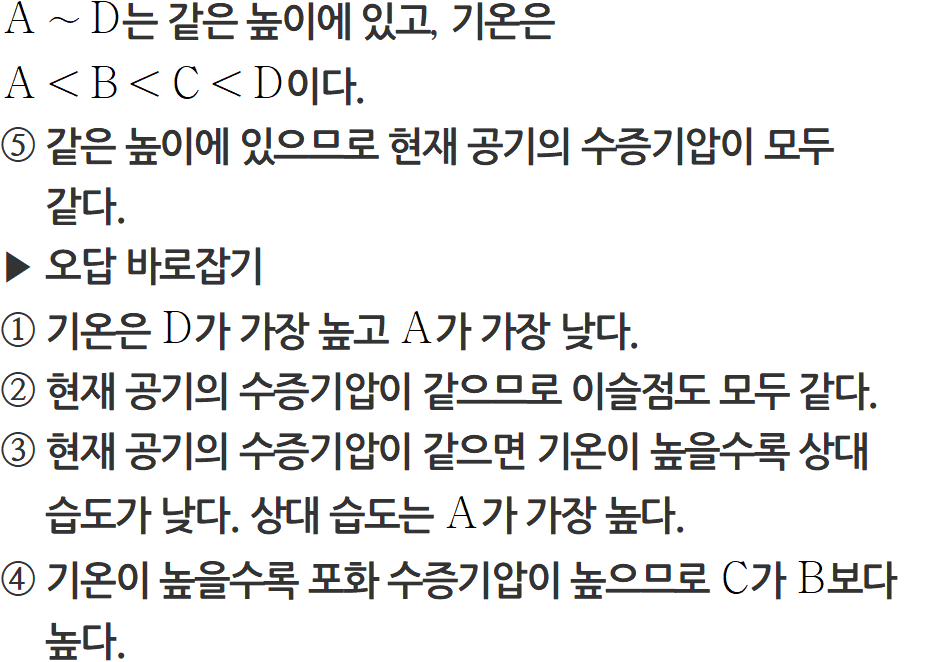 A ~ D는 같은 높이에 있고, 기온은
A < B < C < D이다.
⑤ 같은 높이에 있으므로 현재 공기의 수증기압이 모두
같다.
▶ 오답 바로잡기
① 기온은 D가 가장 높고 A가 가장 낮다.
② 현재 공기의 수증기압이 같으므로 이슬점도 모두 같다.
③ 현재 공기의 수증기압이 같으면 기온이 높을수록 상대
습도가 낮다. 상대 습도는 A가 가장 높다.
④ 기온이 높을수록 포화 수증기압이 높으므로 C가 B보다
높다.